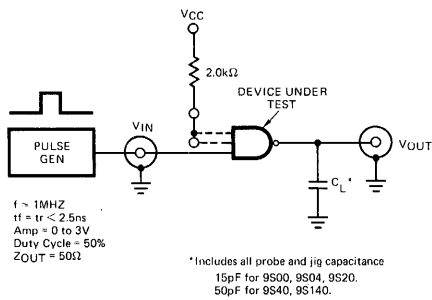 VCC
2.0kΩ
DEVICE UNDER
TEST
VIN
PULSE
GEN
VOUT
CL*
f ≈ 1MHZ
tf = tr < 2.5ns
Amp = 0 to 3V
Duty Cycle = 50%
ZOUT = 50Ω
*Includes all probe and jig capacitance
15pF for 9S00, 9S04, 9S20.
50pF for 9S40, 9S140.